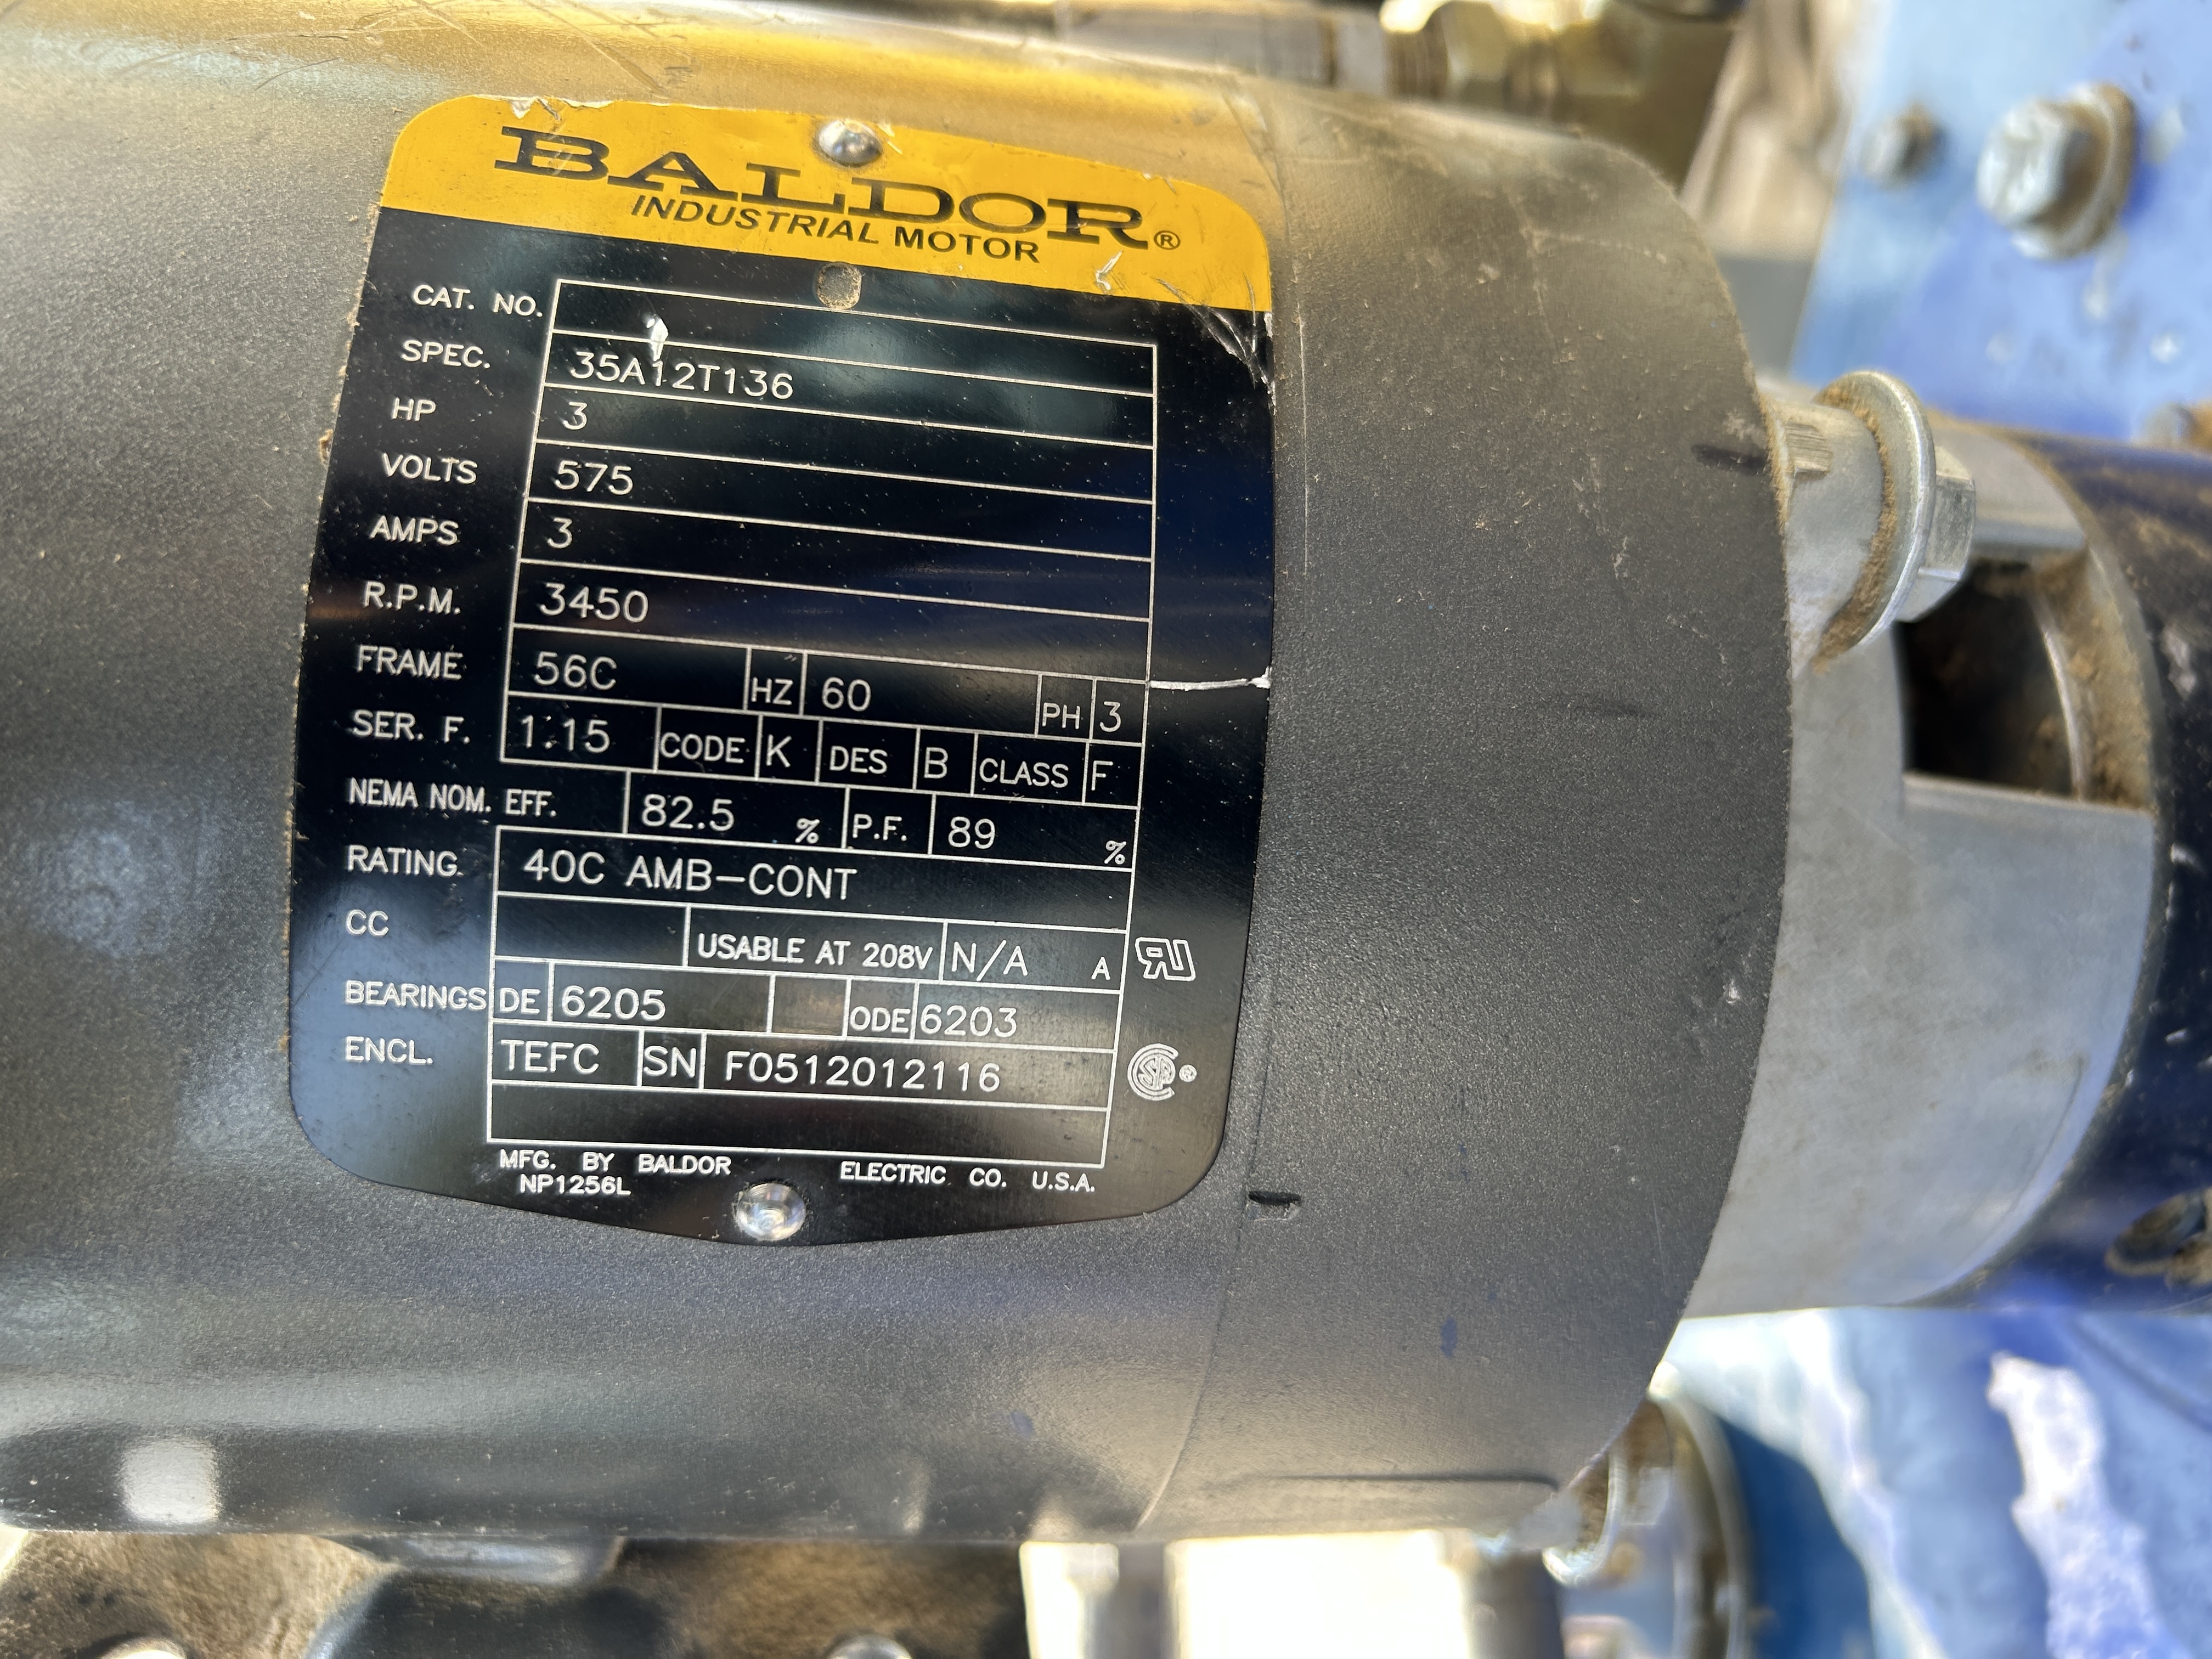 BALDOR®
INDUSTRIAL MOTOR
CAT. NO.
SPEC. 35A12T136
HP 3
VOLTS 575
AMPS 3
R.P.M. 3450
FRAME 56C HZ 60 PH 3
SER. F. 1.15 CODE K DES B CLASS F
NEMA NOM. EFF. 82.5 % P.F. 89 %
RATING 40C AMB-CONT
CC USABLE AT 208V N/A A
BEARINGS DE 6205 ODE 6203
ENCL. TEFC SN F0512012116
MFG. BY BALDOR ELECTRIC CO. U.S.A.
NP1256L